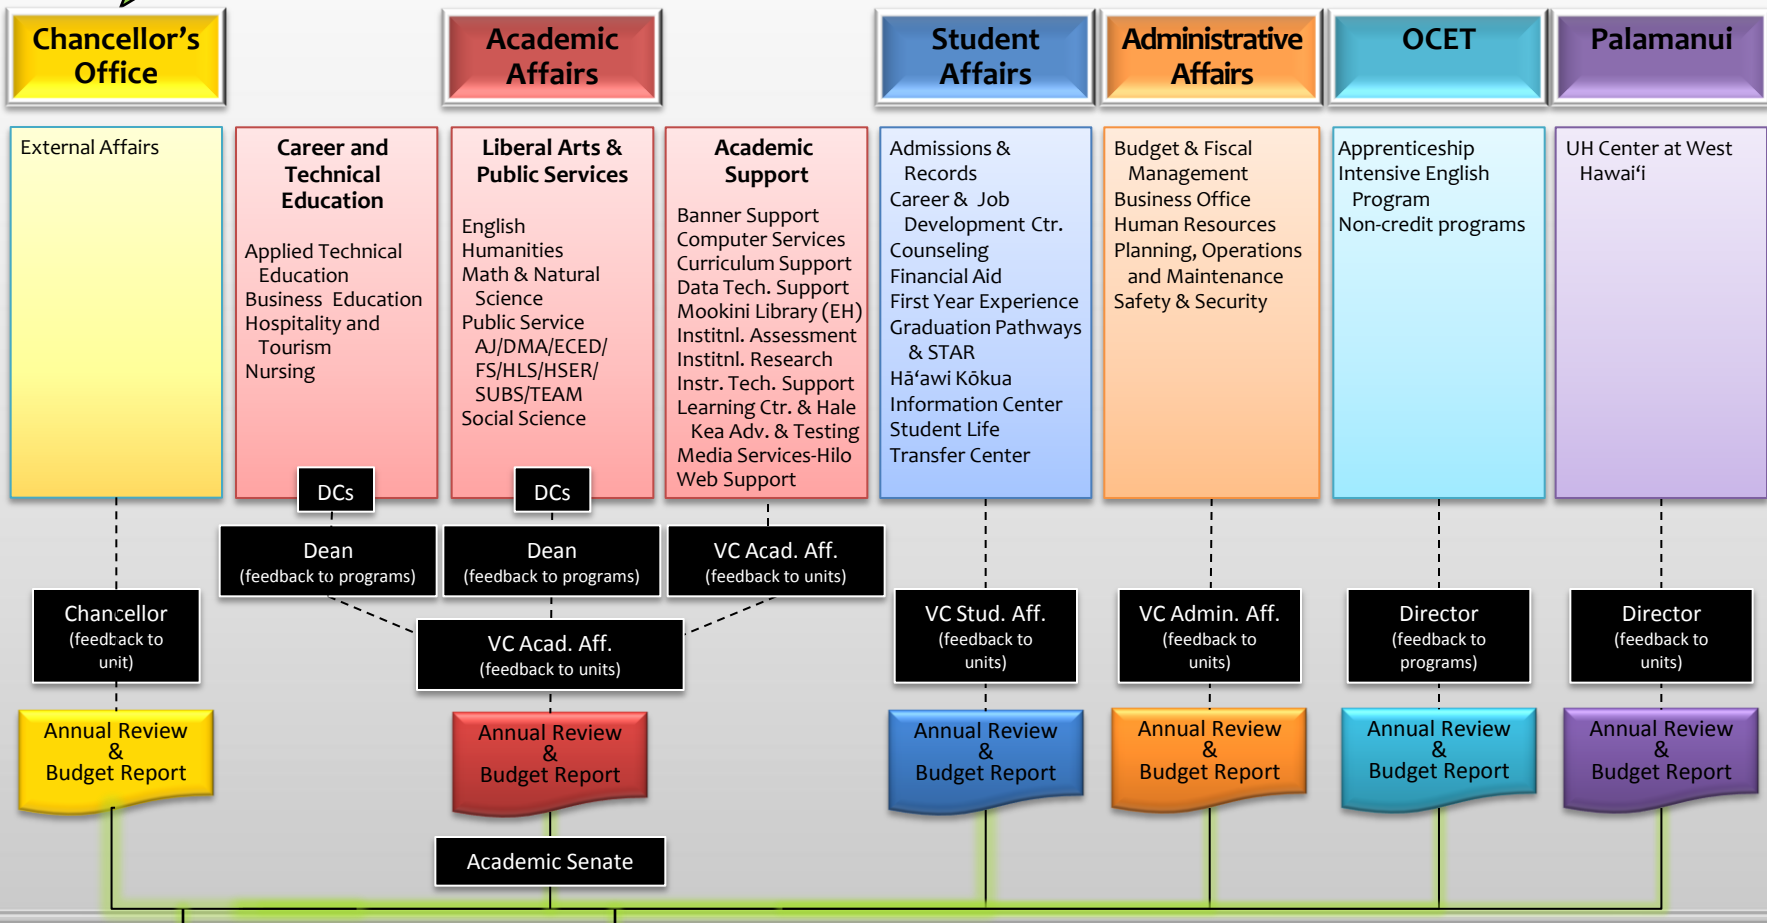 Chancellor's
Office
Academic
Affairs
Student
Affairs
Administrative
Affairs
OCET
Palamanui
External Affairs
Career and
Technical
Education
Applied Technical
Education
Business Education
Hospitality and
Tourism
Nursing
Liberal Arts &
Public Services
English
Humanities
Math & Natural
Science
Public Service
AJ/DMA/ECED/
FS/HLS/HSER/
SUBS/TEAM
Social Science
Academic
Support
Banner Support
Computer Services
Curriculum Support
Data Tech. Support
Mookini Library (EH)
Institnl. Assessment
Institnl. Research
Instr. Tech. Support
Learning Ctr. & Hale
Kea Adv. & Testing
Media Services-Hilo
Web Support
Admissions &
Records
Career & Job
Development Ctr.
Counseling
Financial Aid
First Year Experience
Graduation Pathways
& STAR
Hāʻawi Kōkua
Information Center
Student Life
Transfer Center
Budget & Fiscal
Management
Business Office
Human Resources
Planning, Operations
and Maintenance
Safety & Security
Apprenticeship
Intensive English
Program
Non-credit programs
UH Center at West
Hawaiʻi
DCs
DCs
Dean
(feedback to programs)
Dean
(feedback to programs)
VC Acad. Aff.
(feedback to units)
Chancellor
(feedback to
unit)
VC Acad. Aff.
(feedback to units)
VC Stud. Aff.
(feedback to
units)
VC Admin. Aff.
(feedback to
units)
Director
(feedback to
programs)
Director
(feedback to
units)
Annual Review
&
Budget Report
Annual Review
&
Budget Report
Annual Review
&
Budget Report
Annual Review
&
Budget Report
Annual Review
&
Budget Report
Annual Review
&
Budget Report
Academic Senate